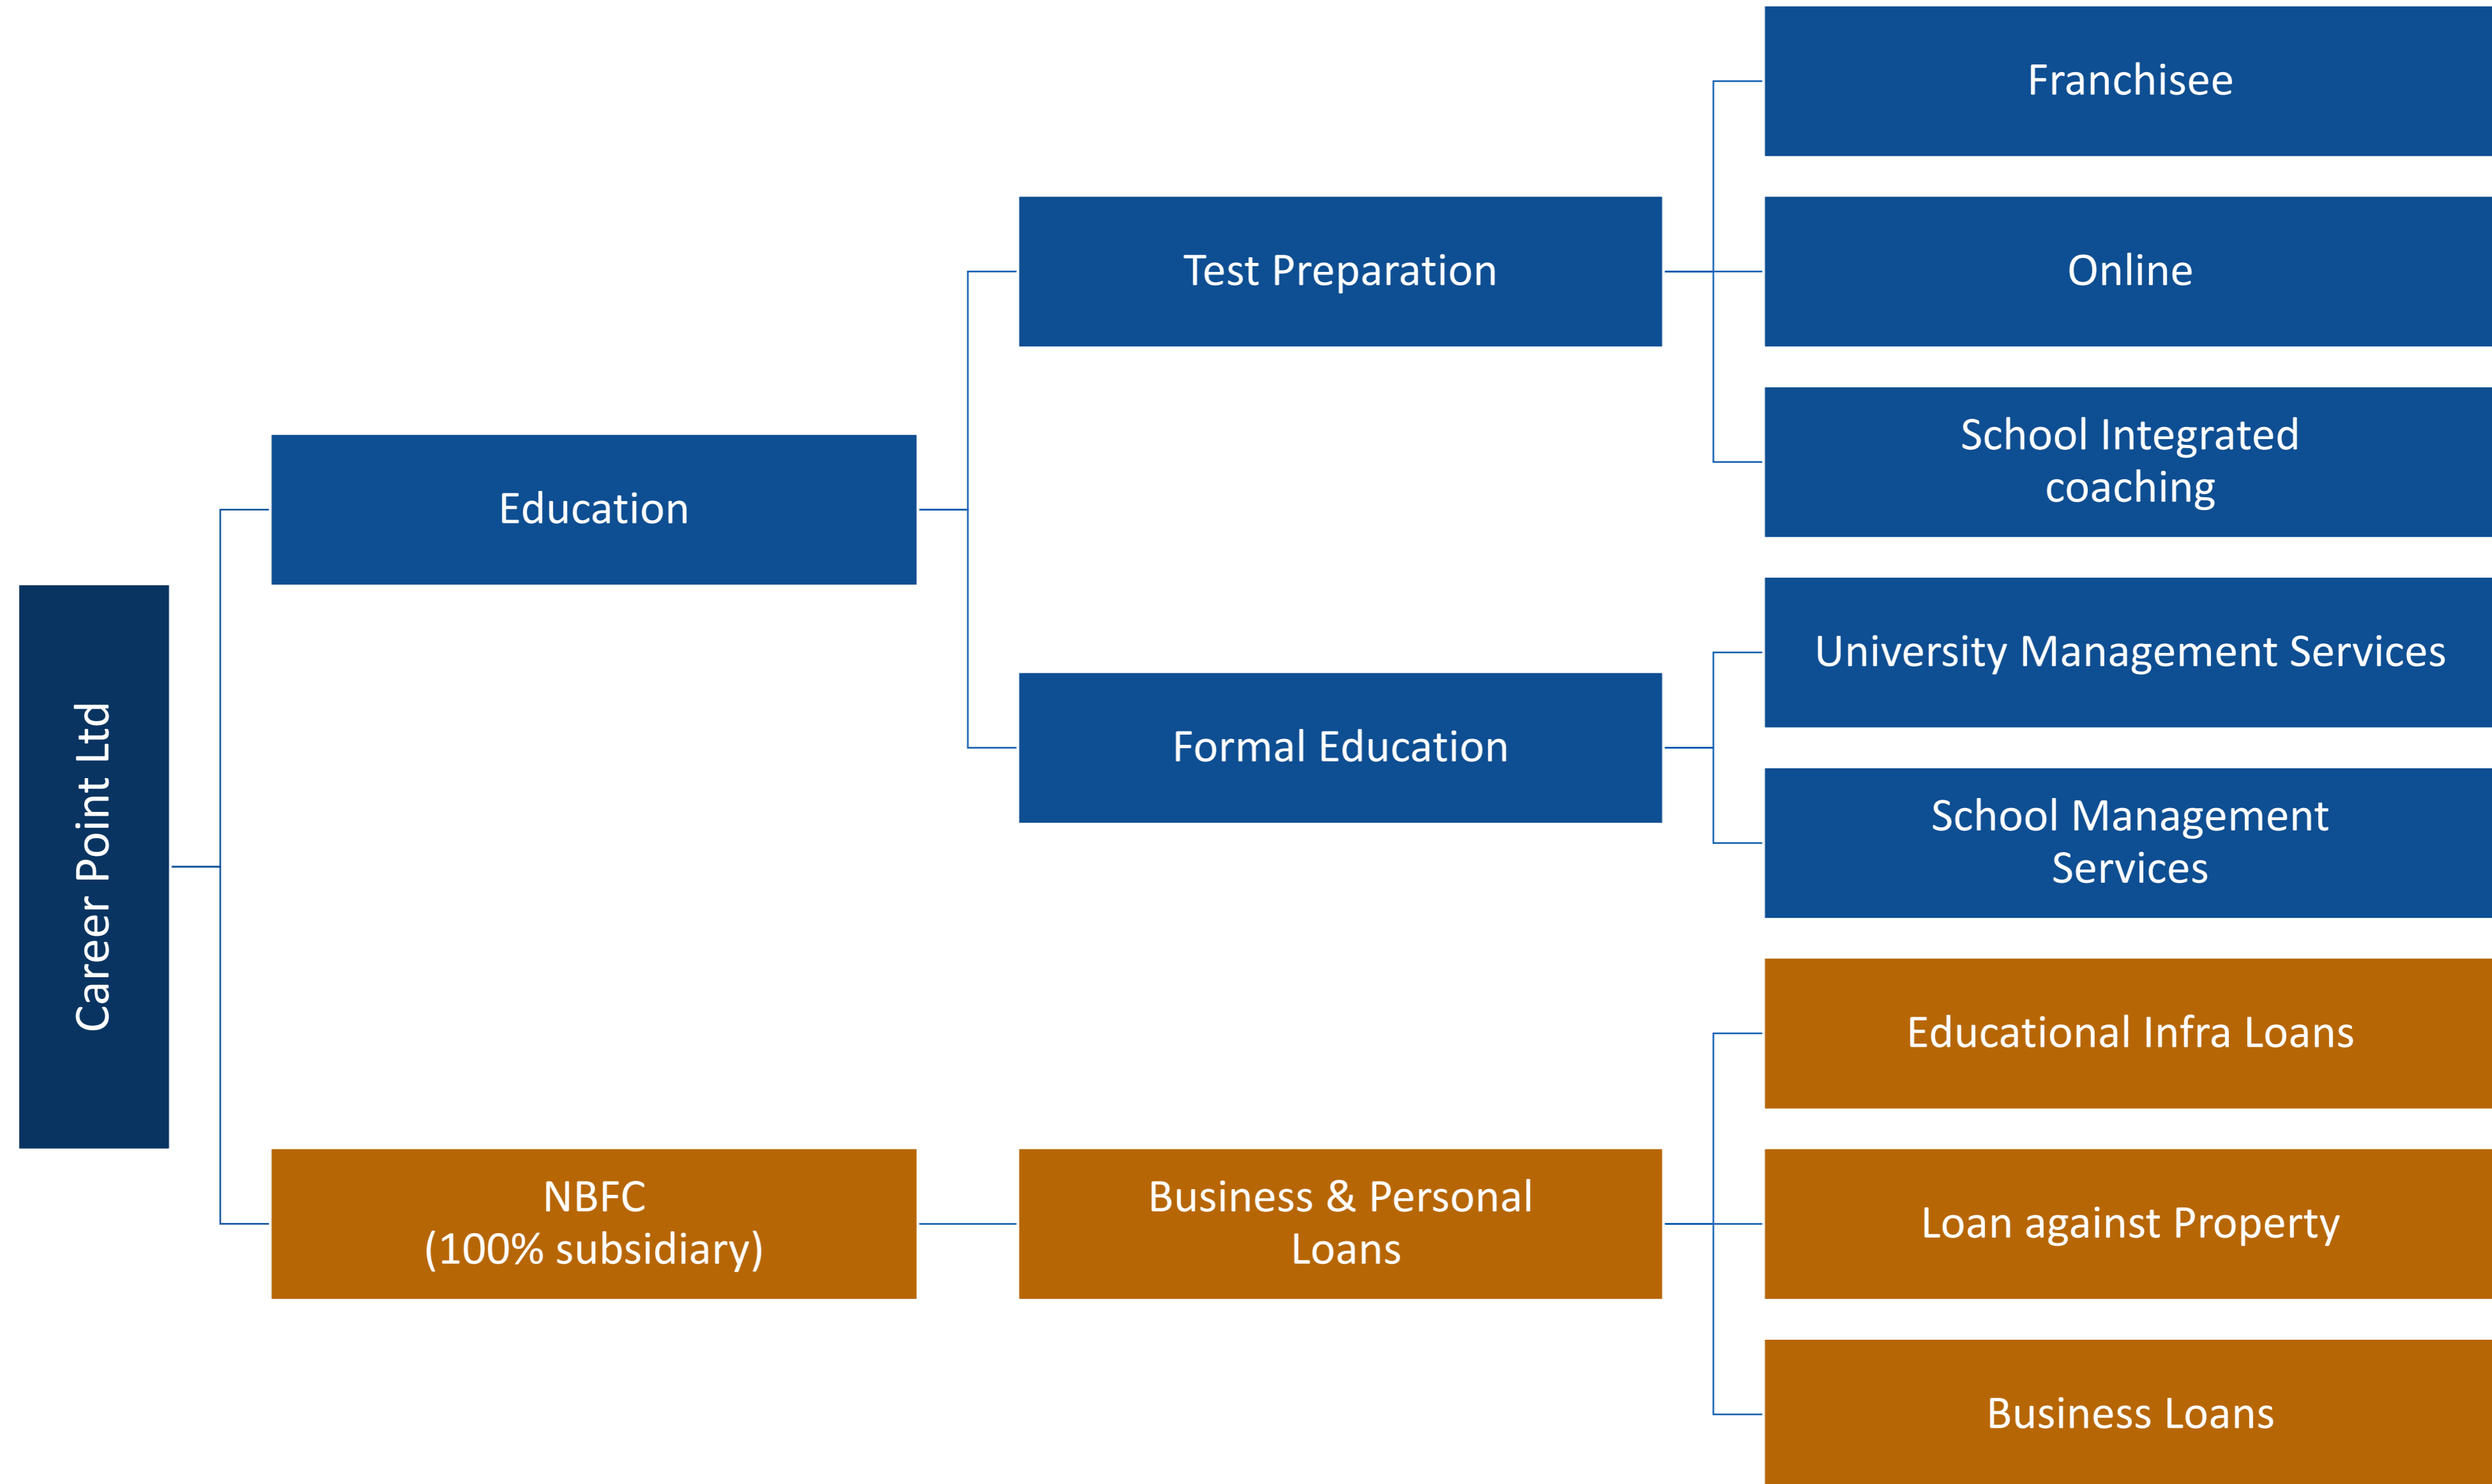 Career Point Ltd
Education
NBFC
(100% subsidiary)
Test Preparation
Formal Education
Business & Personal
Loans
Franchisee
Online
School Integrated
coaching
University Management Services
School Management
Services
Educational Infra Loans
Loan against Property
Business Loans